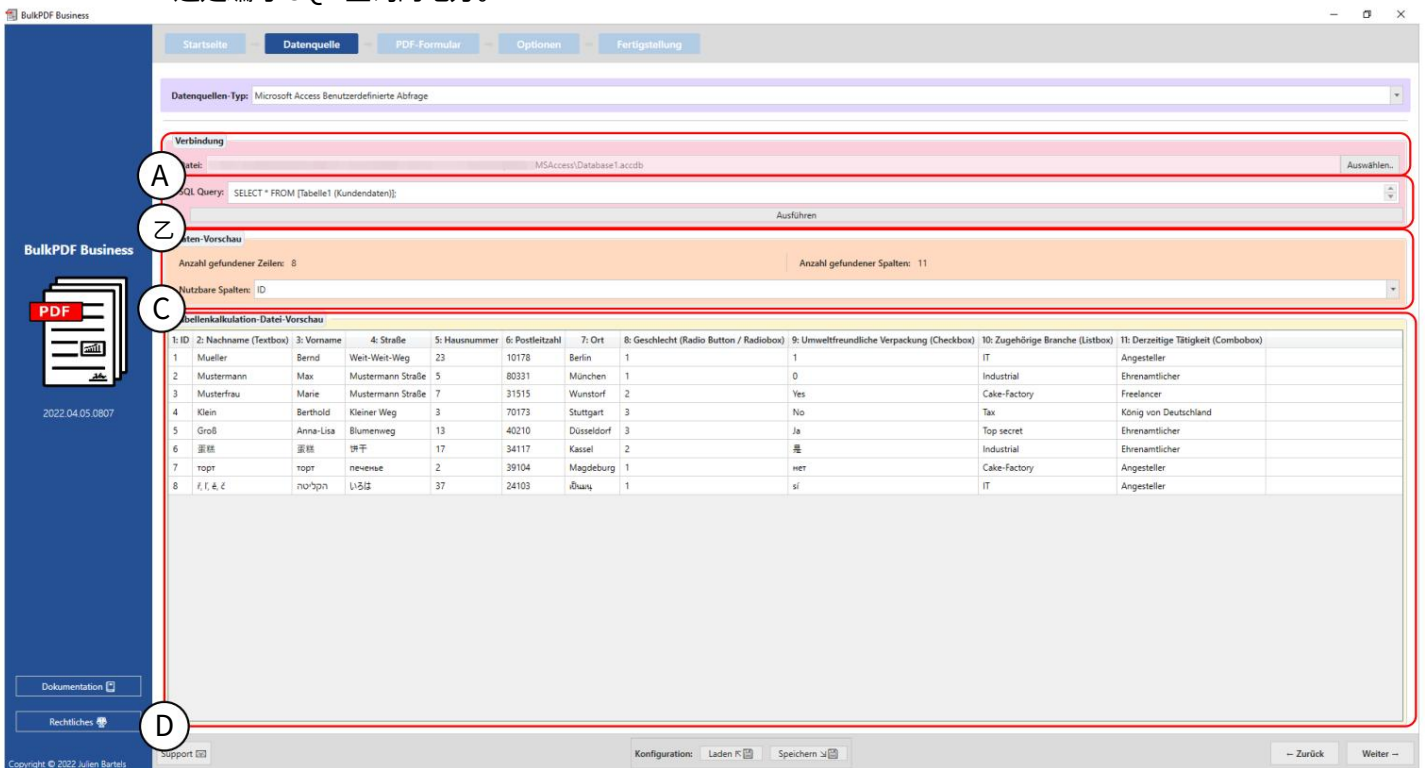 BulkPDF Business
Startseite → Datenquelle → PDF-Formular → Optionen → Fertigstellung
Datenquellen-Typ: Microsoft Access Benutzerdefinierte Abfrage
Verbindung
A
atei: MSAccess\Database1.accdb Auswählen..
SQL Query: SELECT * FROM [Tabelle1 (Kundendaten)];
Ausführen
乙
aten-Vorschau
Anzahl gefundener Zeilen: 8 Anzahl gefundener Spalten: 11
Nutzbare Spalten: ID
C
bellenkalkulation-Datei-Vorschau
1: ID 2: Nachname (Textbox) 3: Vorname 4: Straße 5: Hausnummer 6: Postleitzahl 7: Ort 8: Geschlecht (Radio Button / Radiobox) 9: Umweltfreundliche Verpackung (Checkbox) 10: Zugehörige Branche (Listbox) 11: Derzeitige Tätigkeit (Combobox)
1 Mueller Bernd Weit-Weit-Weg 23 10178 Berlin 1 1 IT Angesteller
2 Mustermann Max Mustermann Straße 5 80331 München 1 0 Industrial Ehrenamtlicher
3 Musterfrau Marie Mustermann Straße 7 31515 Wunstorf 2 Yes Cake-Factory Freelancer
4 Klein Berthold Kleiner Weg 3 70173 Stuttgart 3 No Tax König von Deutschland
5 Groß Anna-Lisa Blumenweg 13 40210 Düsseldorf 3 Ja Top secret Ehrenamtlicher
6 蛋糕 蛋糕 饼干 17 34117 Kassel 2 是 Industrial Ehrenamtlicher
7 торт торт печенье 2 39104 Magdeburg 1 нет Cake-Factory Angesteller
8 הקליטה いろは 37 24103 1 sí IT Angesteller
BulkPDF Business
PDF
2022.04.05.0807
Dokumentation
Rechtliches
Copyright © 2022 Julien Bartels
D
Support
Konfiguration: Laden Speichern
← Zurück Weiter →